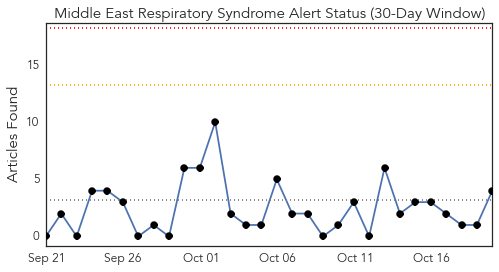 Middle East Respiratory Syndrome Alert Status (30-Day Window)
Articles Found
15
10
5
0
Sep 21 Sep 26 Oct 01 Oct 06 Oct 11 Oct 16